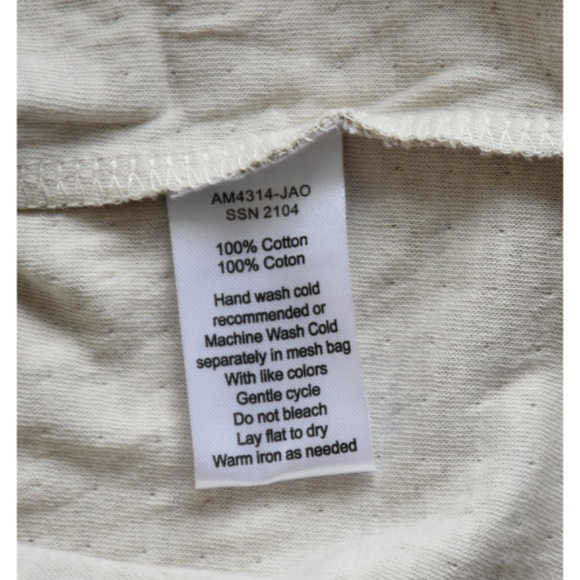 AM4314-JAO
SSN 2104
100% Cotton
100% Coton
Hand wash cold
recommended or
Machine Wash Cold
separately in mesh bag
With like colors
Gentle cycle
Do not bleach
Lay flat to dry
Warm iron as needed